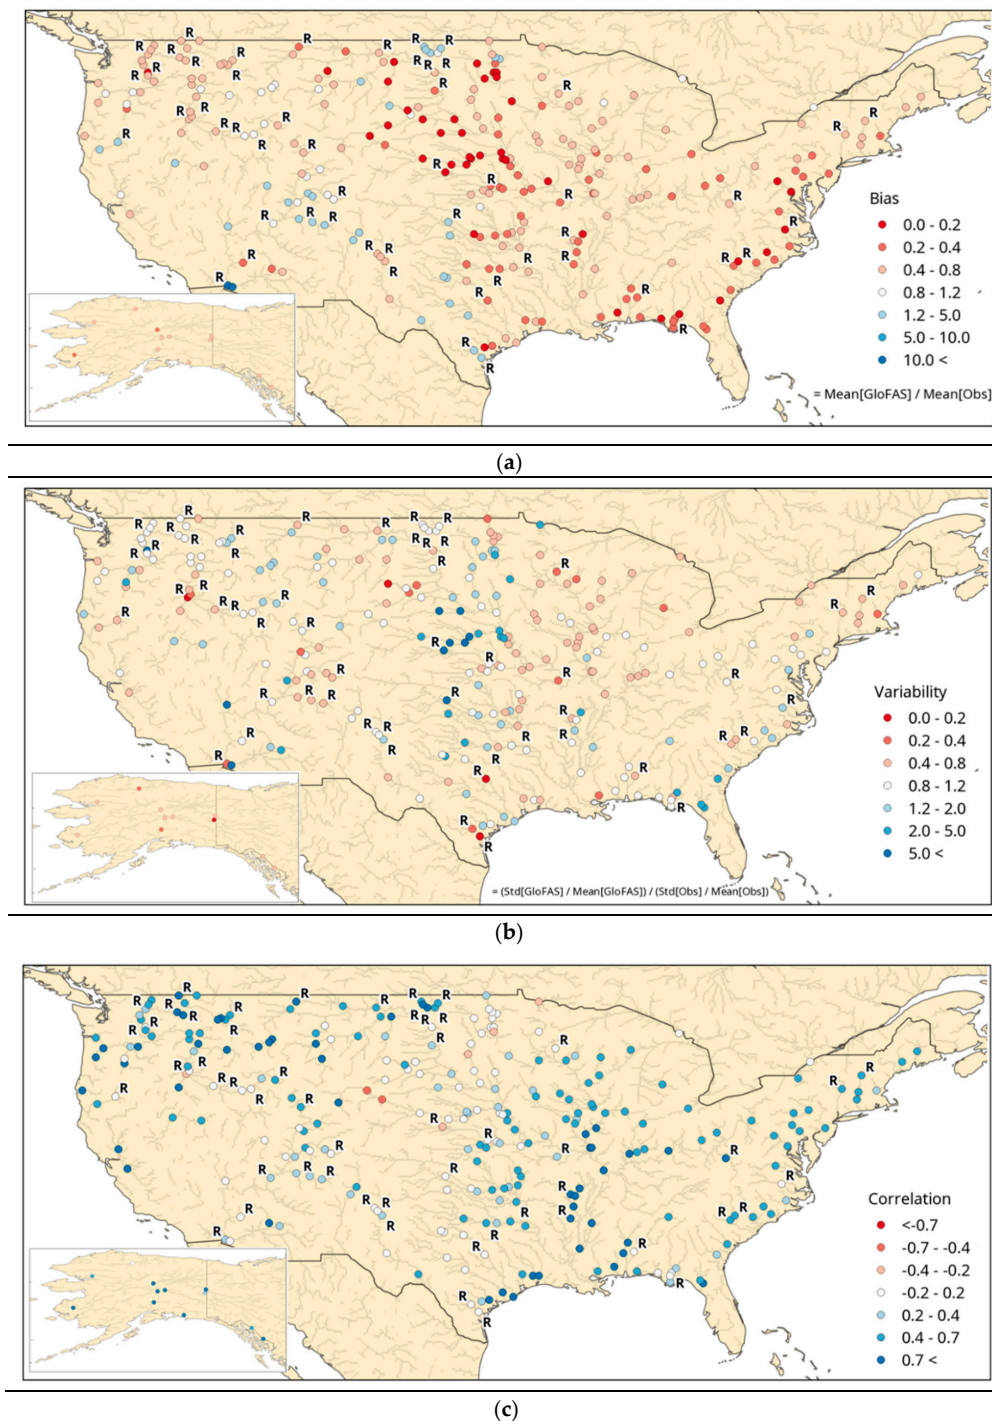 R R R R R
R R R
R R R R R R
R R R
R R R R R R R
R R R
R R
R R R R R
R R R R
R R R R R
R R
R
R
R
R
Bias
0.0 - 0.2
0.2 - 0.4
0.4 - 0.8
0.8 - 1.2
1.2 - 5.0
5.0 - 10.0
10.0 <
= Mean[GloFAS] / Mean[Obs]
(a)
Variability
0.0 - 0.2
0.2 - 0.4
0.4 - 0.8
0.8 - 1.2
1.2 - 2.0
2.0 - 5.0
5.0 <
= (Std[GloFAS] / Mean[GloFAS]) / (Std[Obs] / Mean[Obs])
(b)
Correlation
<-0.7
-0.7 - -0.4
-0.4 - -0.2
-0.2 - 0.2
0.2 - 0.4
0.4 - 0.7
0.7 <
(c)